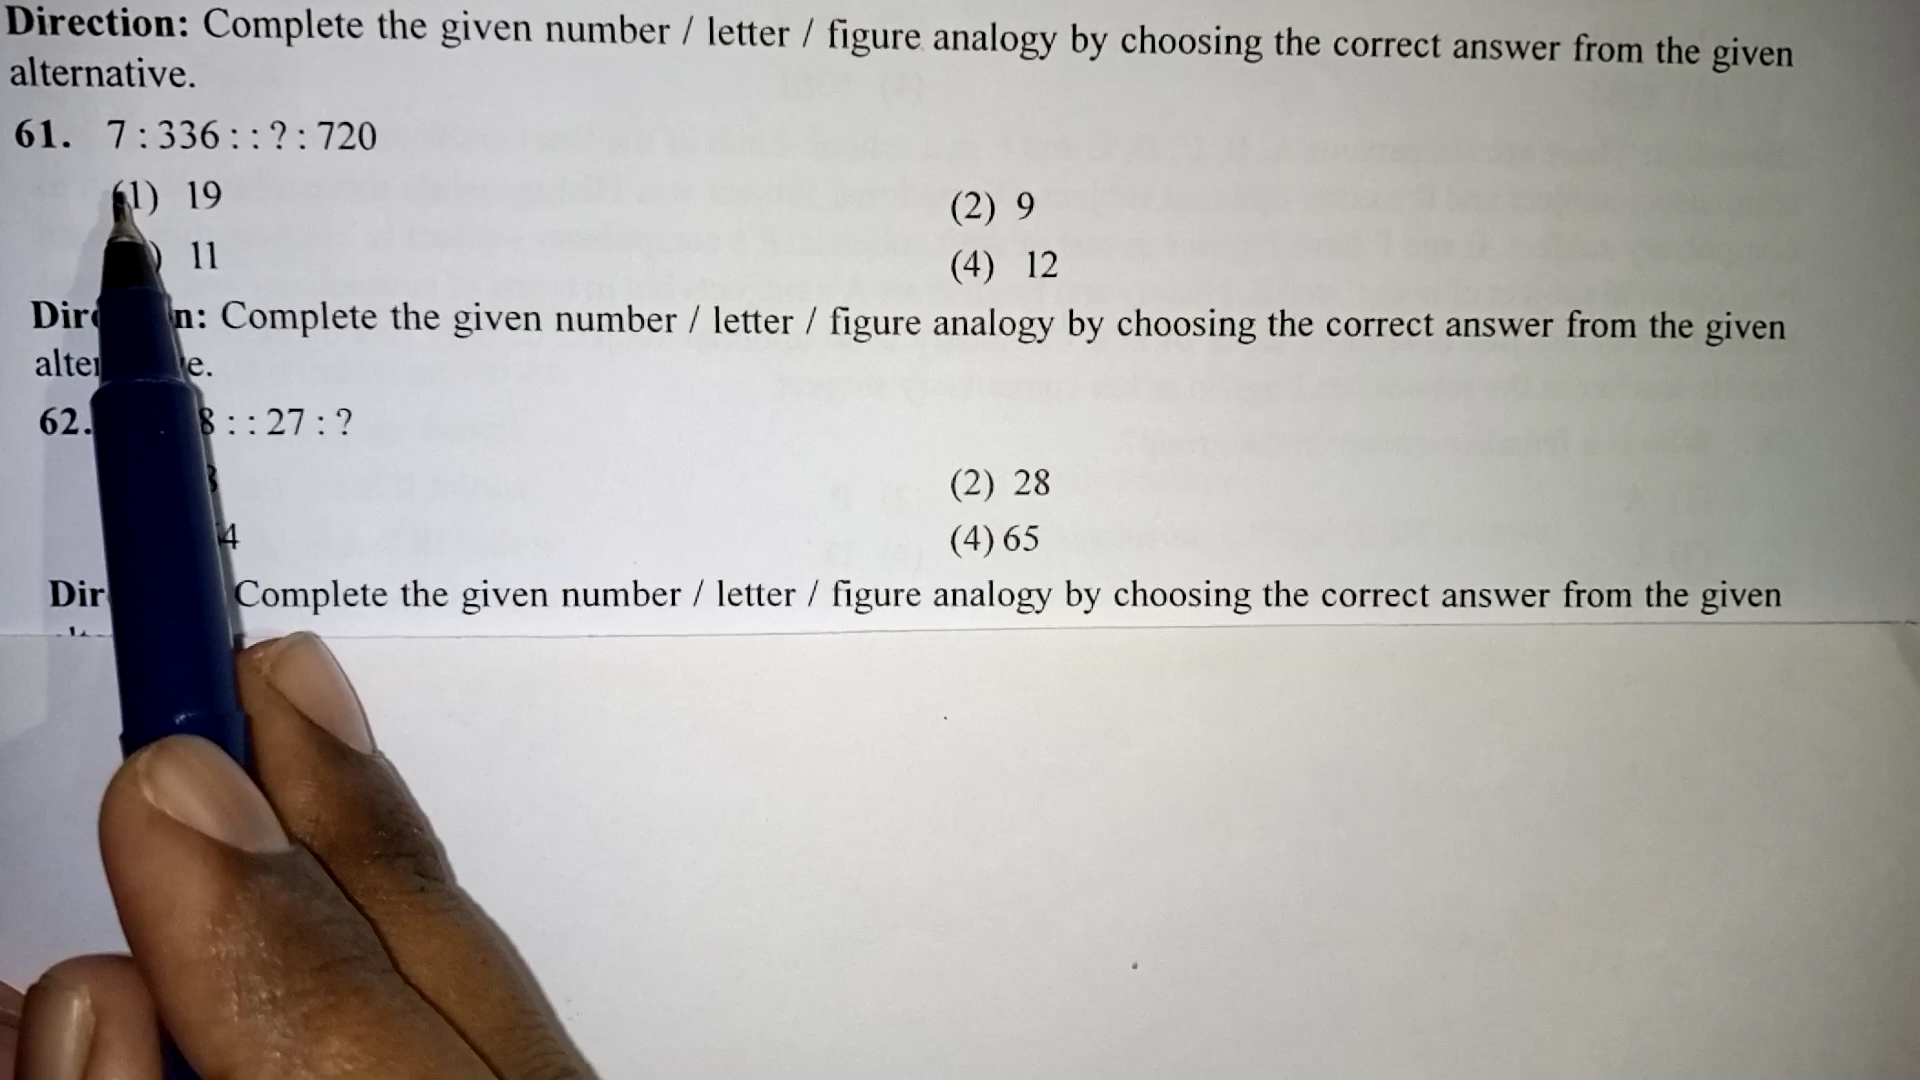 Direction: Complete the given number / letter / figure analogy by choosing the correct answer from the given
alternative.
61. 7 : 336 : : ? : 720
(1) 19
(2) 9
) 11
(4) 12
Complete the given number / letter / figure analogy by choosing the correct answer from the given
62. 8 : : 27 : ?
(2) 28
4
(4) 65
Complete the given number / letter / figure analogy by choosing the correct answer from the given